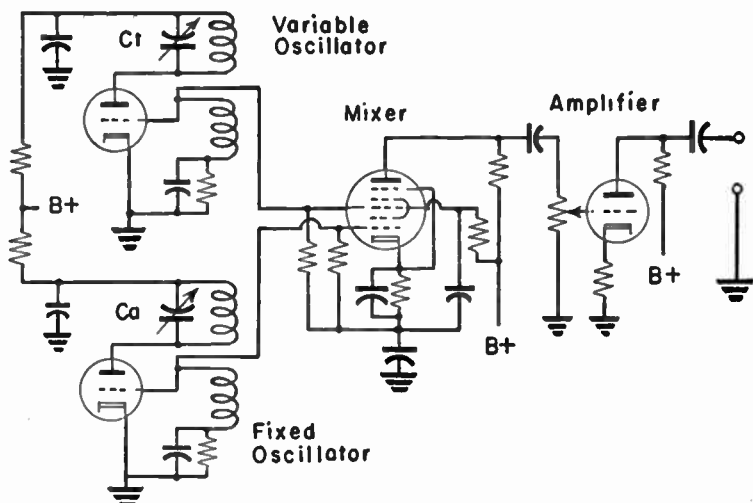 Ct
Variable
Oscillator
Mixer
Amplifier
B+
B+
Ca
B+
Fixed
Oscillator